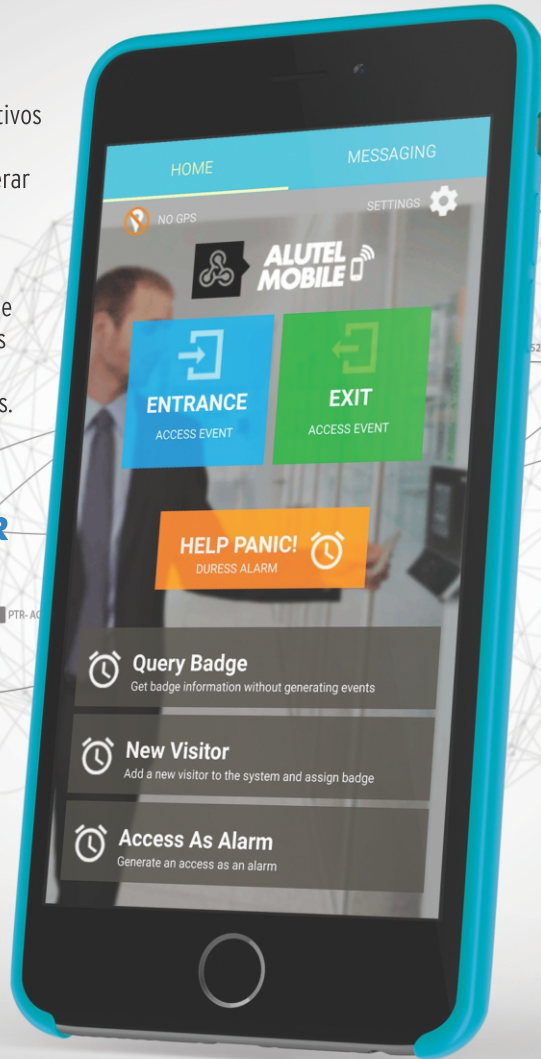 HOME
MESSAGING
NO GPS
SETTINGS
ALUTEL
MOBILE
ENTRANCE
ACCESS EVENT
EXIT
ACCESS EVENT
HELP PANIC!
DURESS ALARM
Query Badge
Get badge information without generating events
New Visitor
Add a new visitor to the system and assign badge
Access As Alarm
Generate an access as an alarm